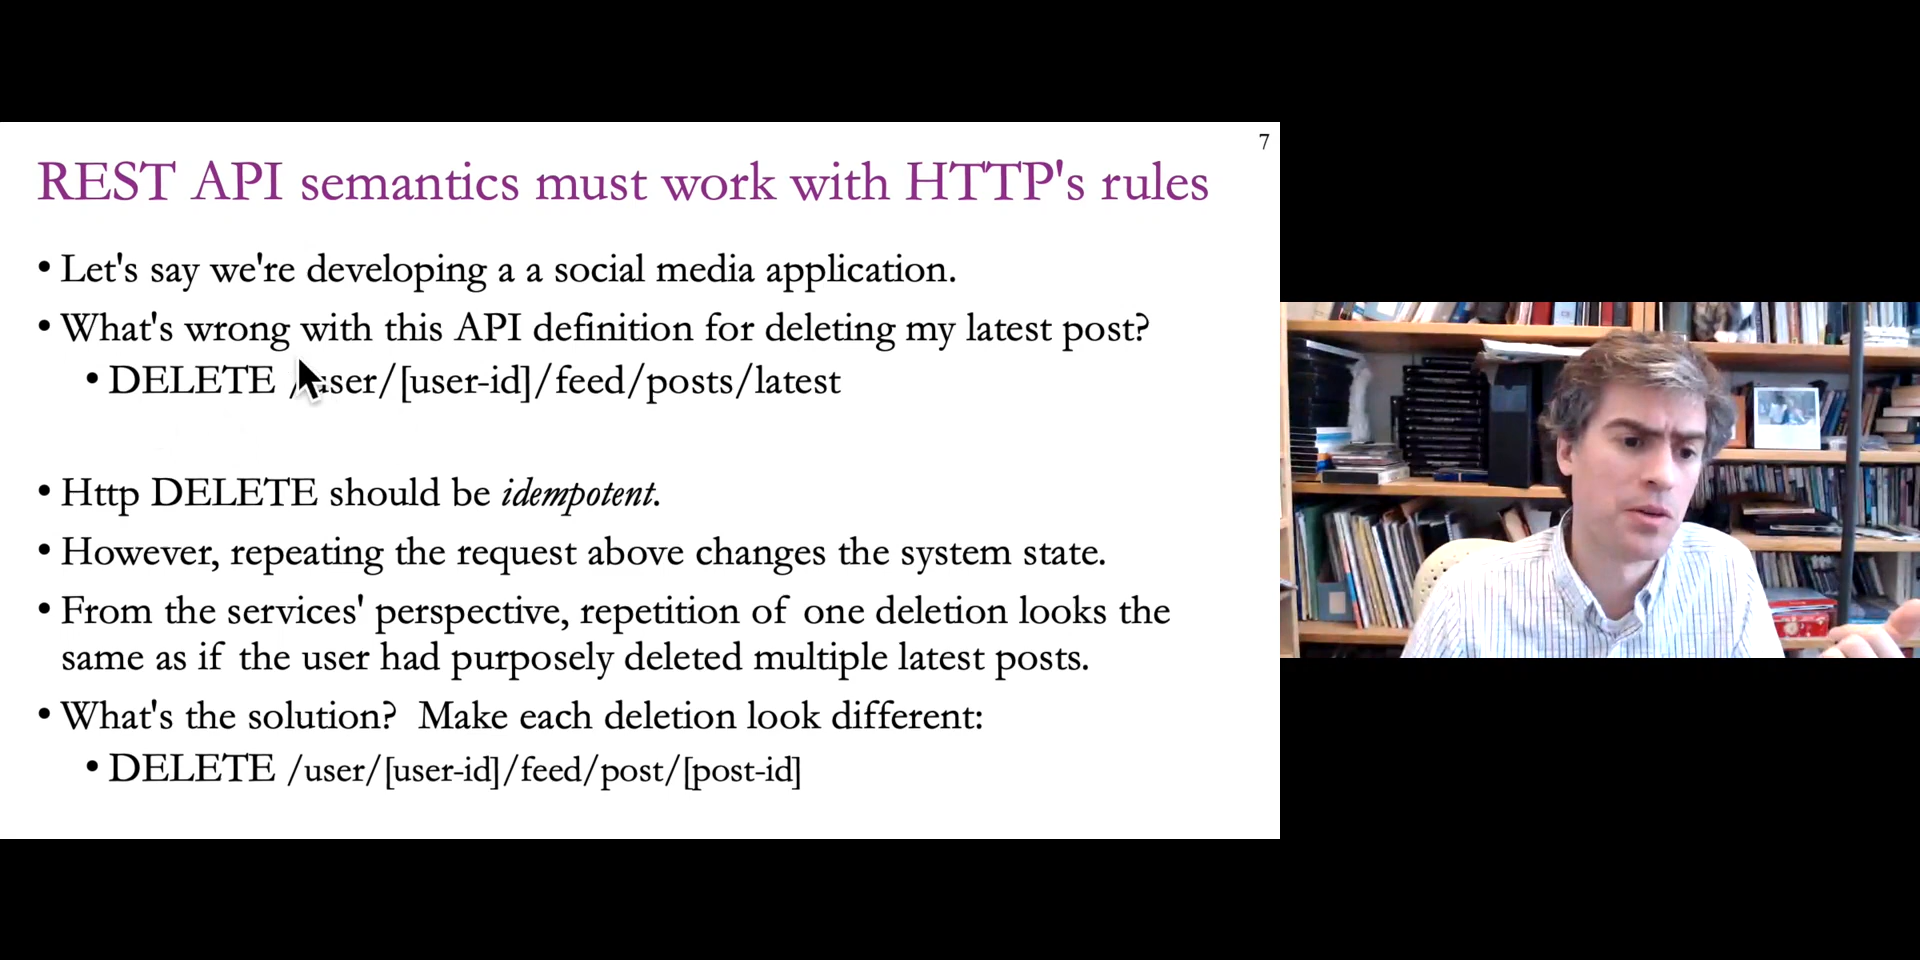 7
REST API semantics must work with HTTP's rules
• Let's say we're developing a a social media application.
• What's wrong with this API definition for deleting my latest post?
• DELETE /user/[user-id]/feed/posts/latest
• Http DELETE should be idempotent.
• However, repeating the request above changes the system state.
• From the services' perspective, repetition of one deletion looks the
same as if the user had purposely deleted multiple latest posts.
• What's the solution? Make each deletion look different:
• DELETE /user/[user-id]/feed/post/[post-id]